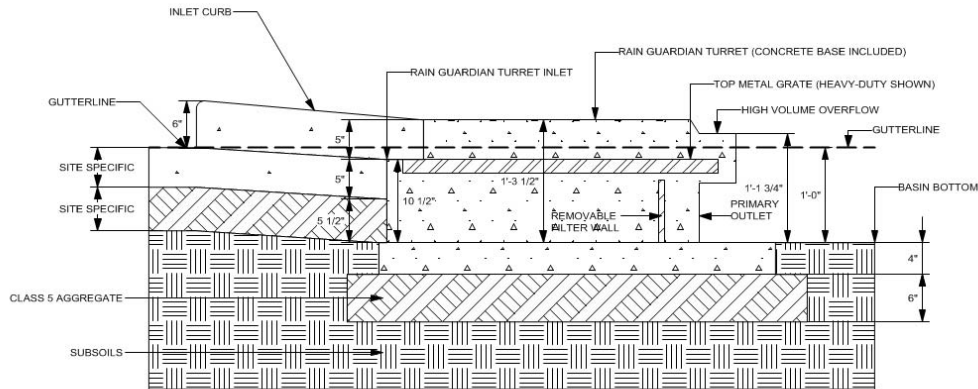 INLET CURB
RAIN GUARDIAN TURRET (CONCRETE BASE INCLUDED)
RAIN GUARDIAN TURRET INLET
TOP METAL GRATE (HEAVY-DUTY SHOWN)
GUTTERLINE
HIGH VOLUME OVERFLOW
GUTTERLINE
6"
5"
SITE SPECIFIC
5"
1'-3 1/2"
10 1/2"
1'-1 3/4"
1'-0"
SITE SPECIFIC
5 1/2"
REMOVABLE
FILTER WALL
PRIMARY
OUTLET
BASIN BOTTOM
4"
6"
CLASS 5 AGGREGATE
SUBSOILS